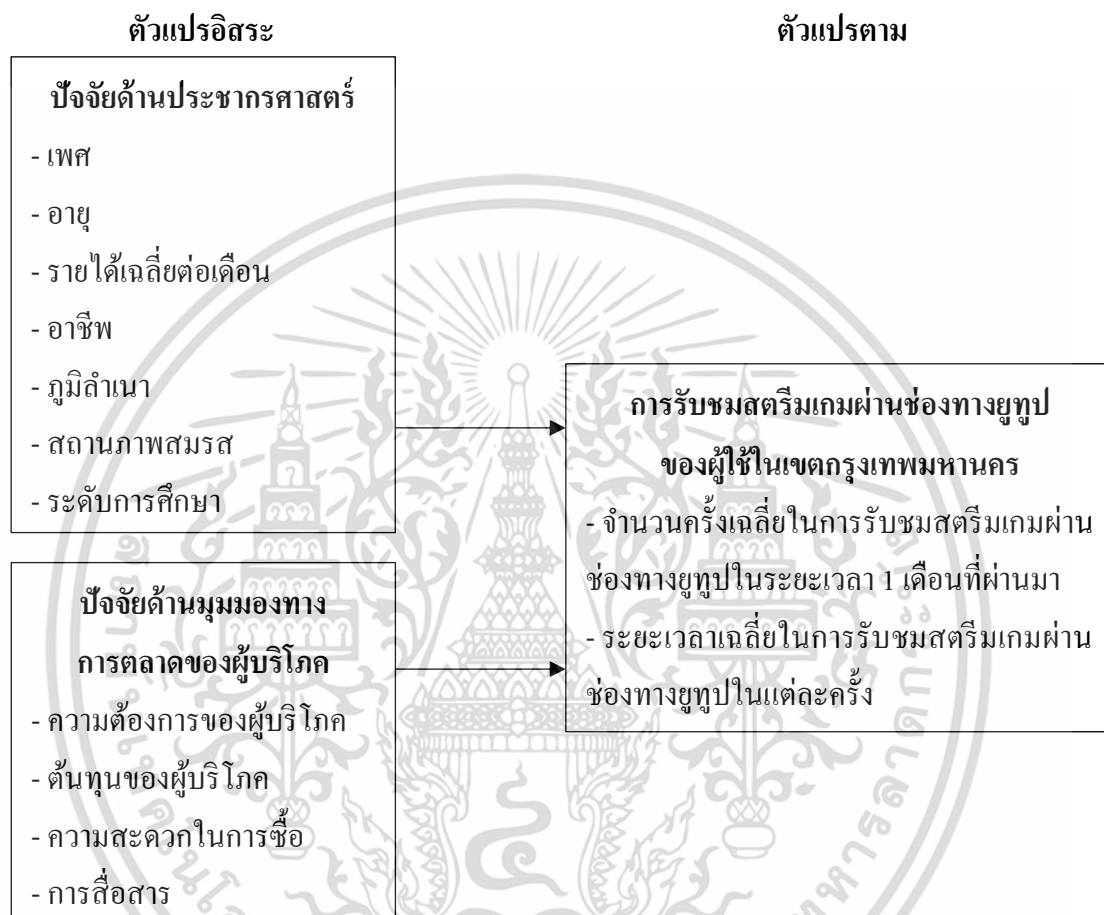 ตัวแปรอิสระ
ตัวแปรตาม
ปัจจัยด้านประชากรศาสตร์
- เพศ
- อายุ
- รายได้เฉลี่ยต่อเดือน
- อาชีพ
- ภูมิลำเนา
- สถานภาพสมรส
- ระดับการศึกษา
ปัจจัยด้านมุมมองทาง
การตลาดของผู้บริโภค
- ความต้องการของผู้บริโภค
- ต้นทุนของผู้บริโภค
- ความสะดวกในการซื้อ
- การสื่อสาร
การรับชมสตรีมเกมผ่านช่องทางยูทูป
ของผู้ใช้ในเขตกรุงเทพมหานคร
- จำนวนครั้งเฉลี่ยในการรับชมสตรีมเกมผ่าน
ช่องทางยูทูปในระยะเวลา 1 เดือนที่ผ่านมา
- ระยะเวลาเฉลี่ยในการรับชมสตรีมเกมผ่าน
ช่องทางยูทูปในแต่ละครั้ง